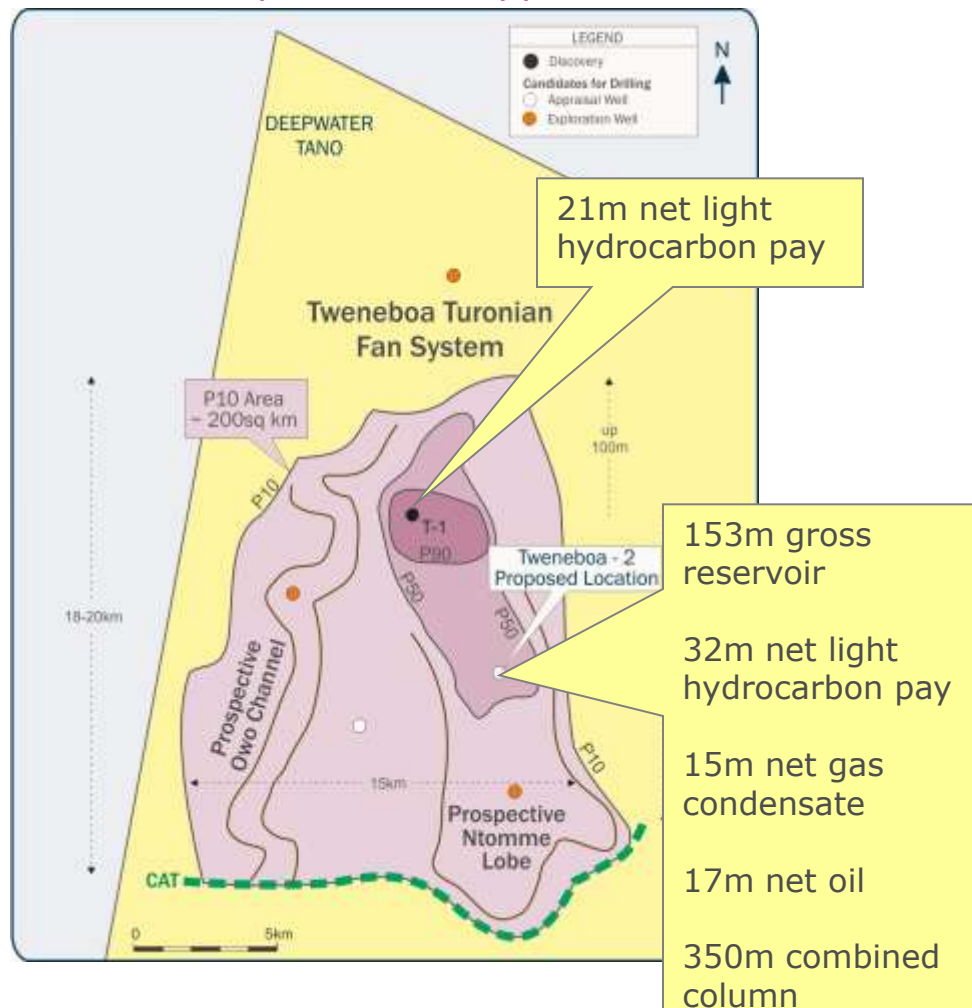 LEGEND
Discovery
Candidates for Drilling
Appraisal Well
Exploration Well
N
DEEPWATER
TANO
21m net light
hydrocarbon pay
Tweneboa Turonian
Fan System
P10 Area
~ 200sq km
up
100m
P10
T-1
P90
Tweneboa - 2
Proposed Location
P50
P50
18-20km
Prospective
Owo Channel
153m gross
reservoir
32m net light
hydrocarbon pay
15m net gas
condensate
17m net oil
350m combined
column
P10
15km
Prospective
Ntomme
Lobe
CAT
0
5km